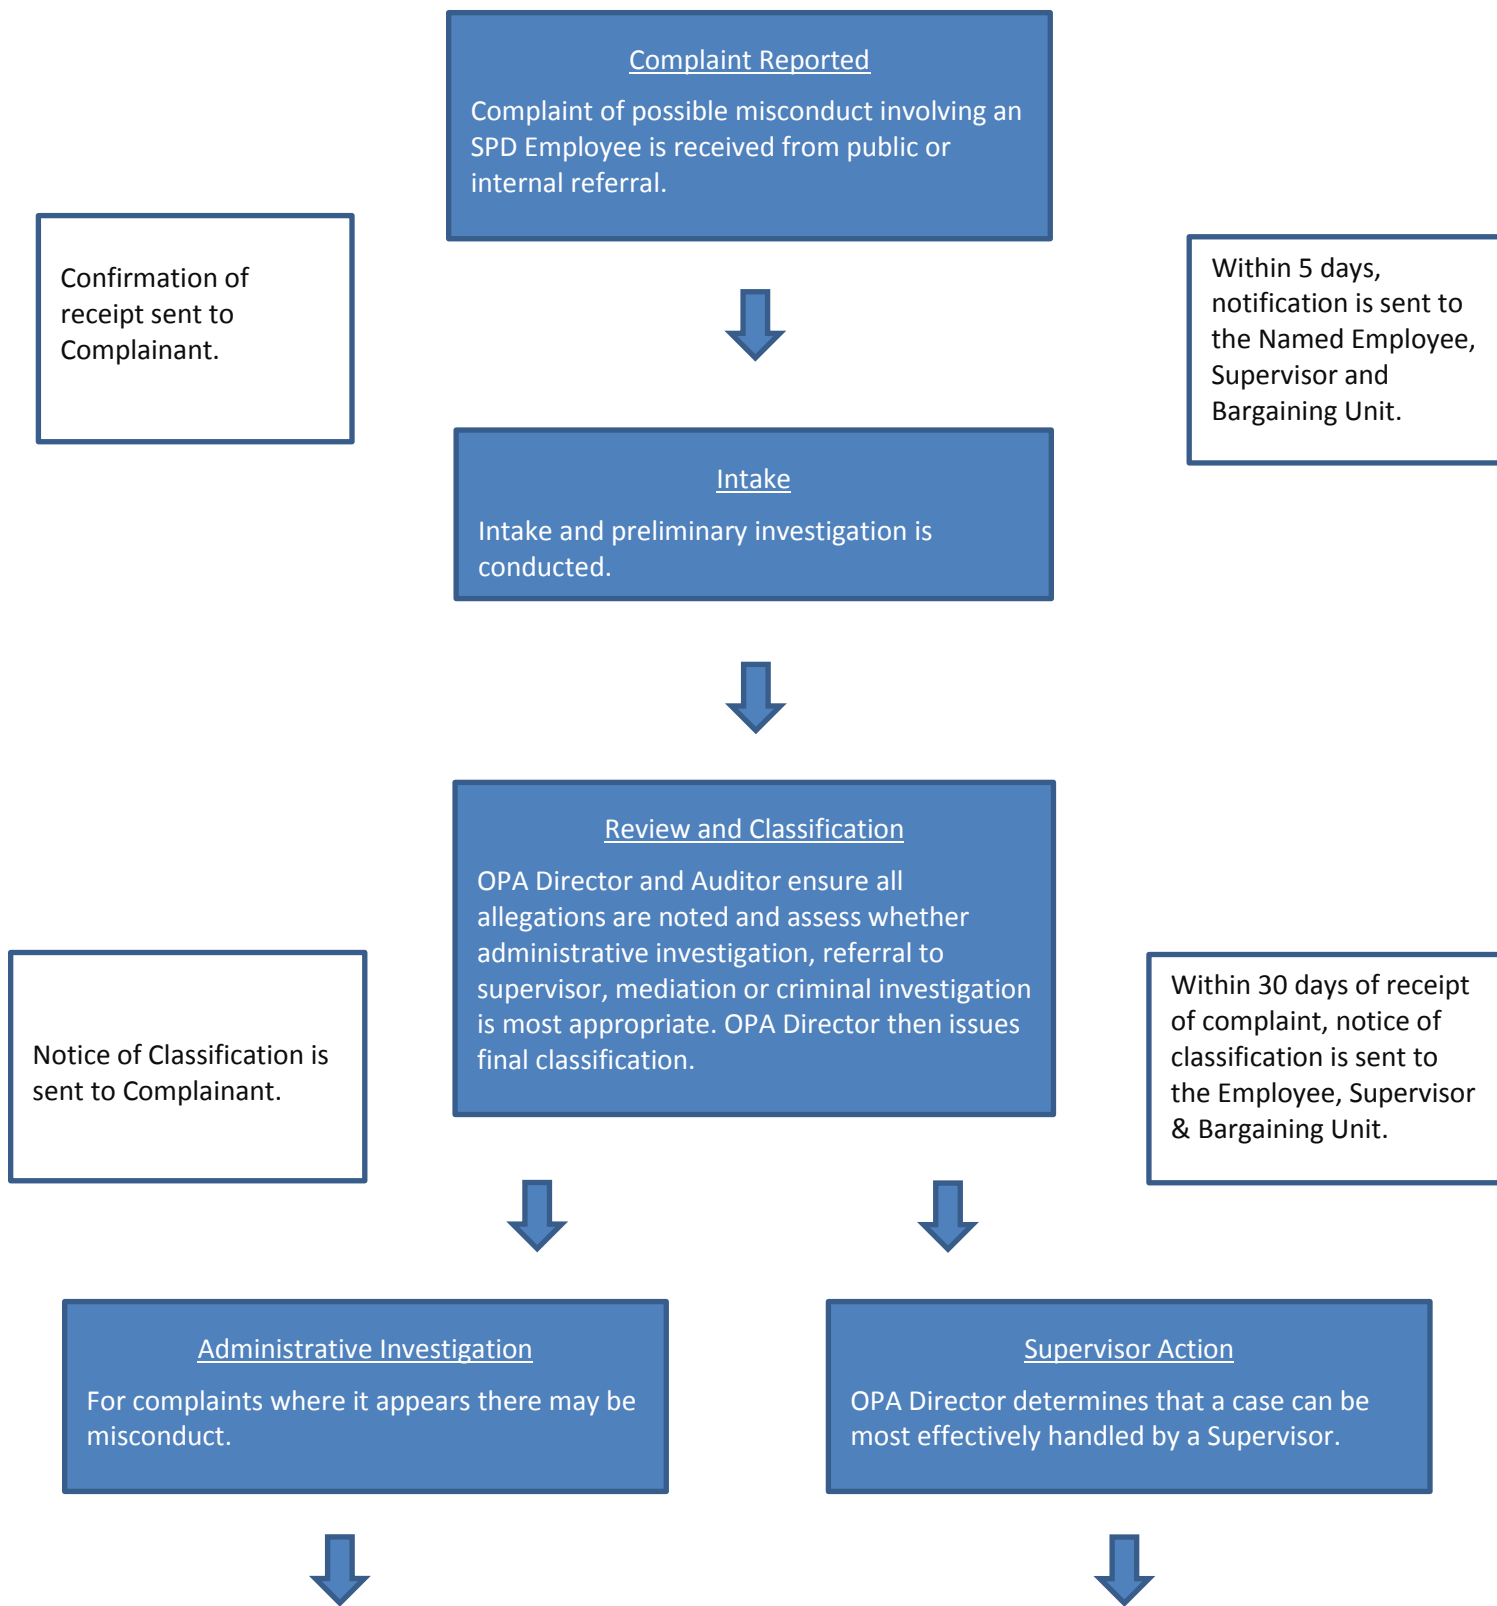 Complaint Reported
Complaint of possible misconduct involving an
SPD Employee is received from public or
internal referral.
Confirmation of
receipt sent to
Complainant.
Within 5 days,
notification is sent to
the Named Employee,
Supervisor and
Bargaining Unit.
Intake
Intake and preliminary investigation is
conducted.
Review and Classification
OPA Director and Auditor ensure all
allegations are noted and assess whether
administrative investigation, referral to
supervisor, mediation or criminal investigation
is most appropriate. OPA Director then issues
final classification.
Notice of Classification is
sent to Complainant.
Within 30 days of receipt
of complaint, notice of
classification is sent to
the Employee, Supervisor
& Bargaining Unit.
Administrative Investigation
For complaints where it appears there may be
misconduct.
Supervisor Action
OPA Director determines that a case can be
most effectively handled by a Supervisor.